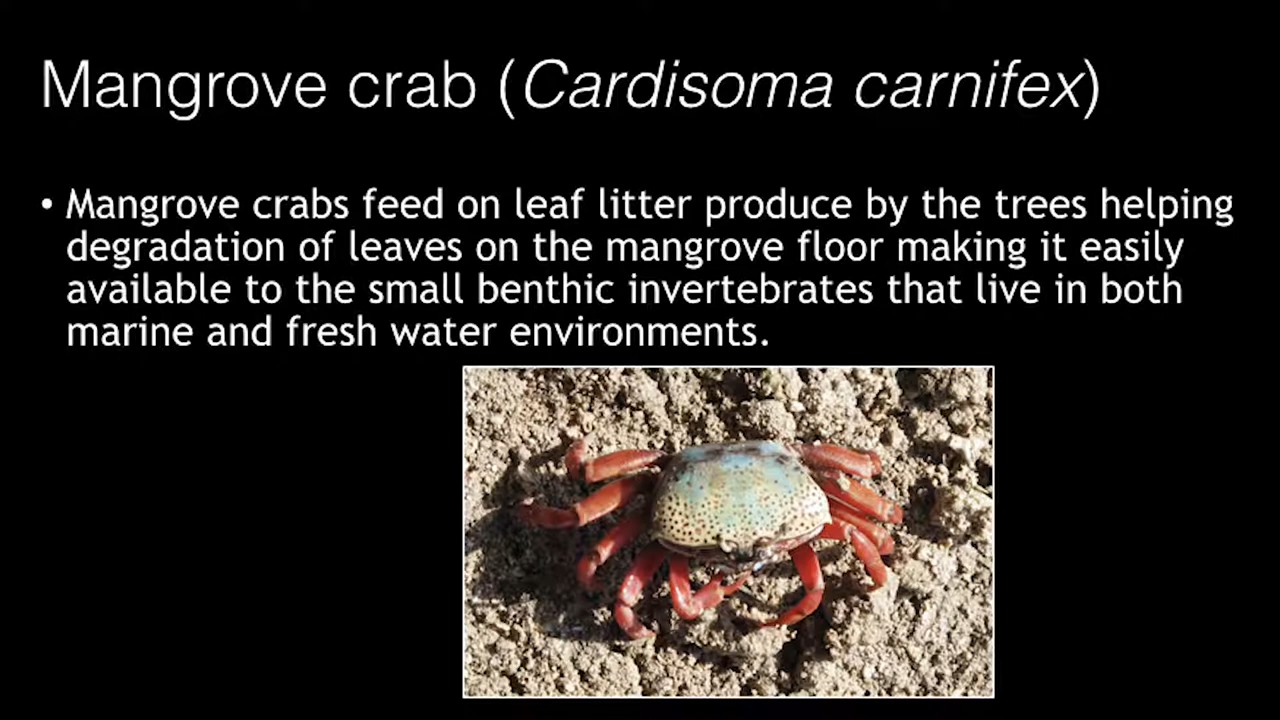 Mangrove crab (Cardisoma carnifex)
• Mangrove crabs feed on leaf litter produce by the trees helping
degradation of leaves on the mangrove floor making it easily
available to the small benthic invertebrates that live in both
marine and fresh water environments.